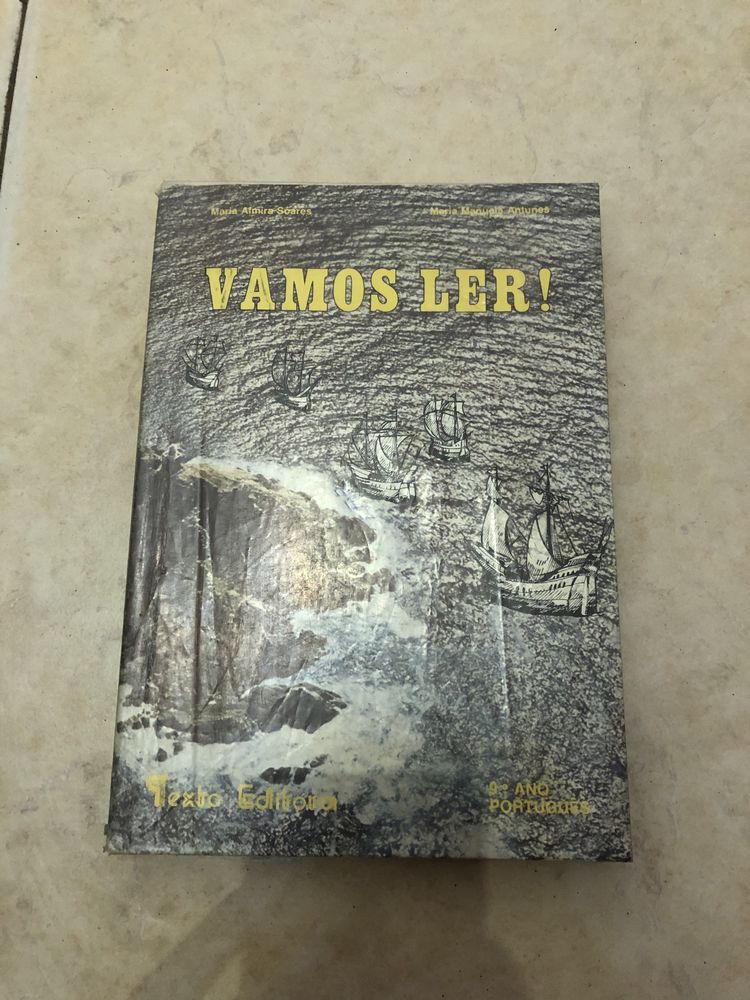 Maria Almira Soares
Maria Manuela Antunes
VAMOS LER!
Texto Editora
9.º ANO
PORTUGUÊS